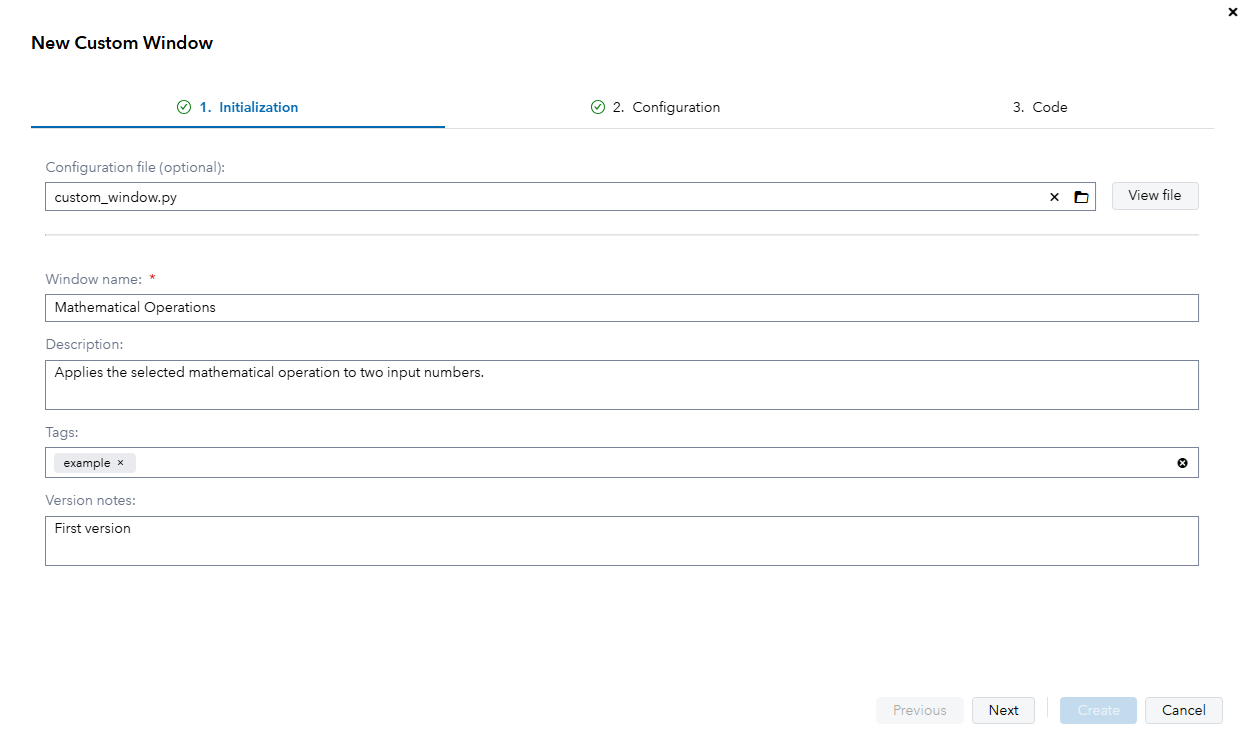 New Custom Window
1. Initialization
2. Configuration
3. Code
Configuration file (optional):
custom_window.py
View file
Window name: *
Mathematical Operations
Description:
Applies the selected mathematical operation to two input numbers.
Tags:
example
Version notes:
First version
Previous
Next
Create
Cancel